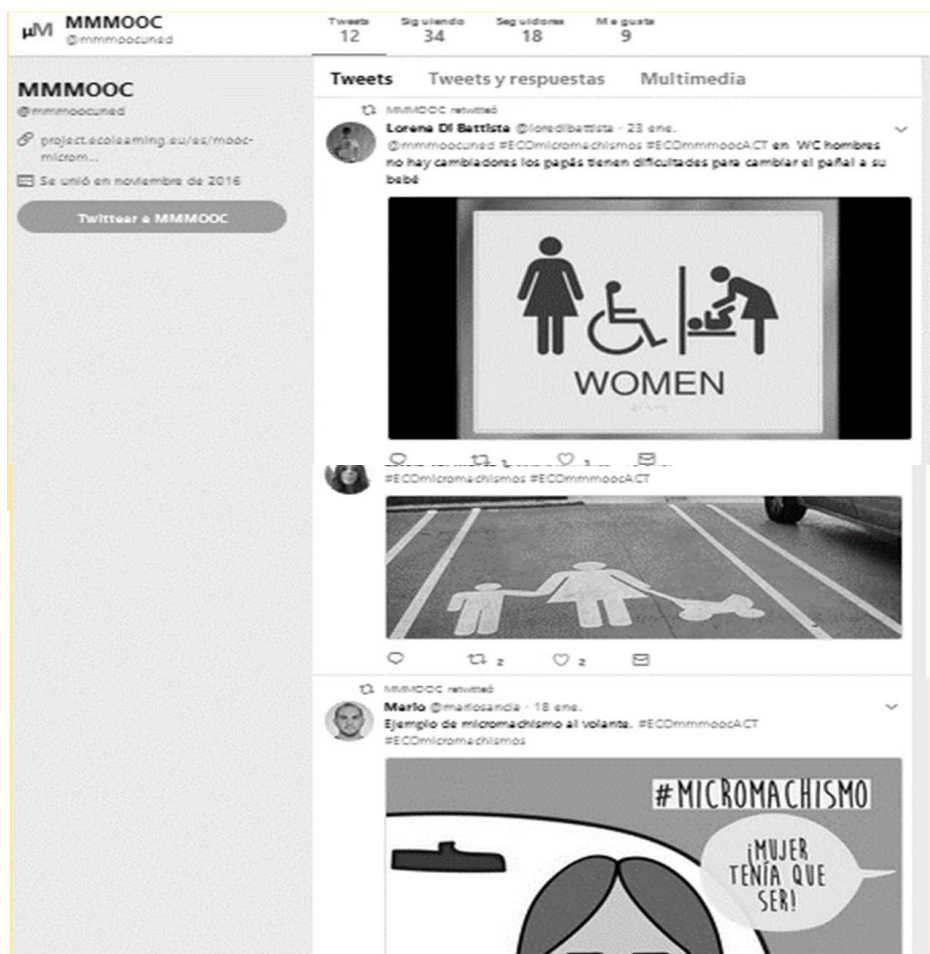 µM MMMOOC
@mmmoocuned
Tweets Siguiendo Seguidores Me gusta
12 34 18 9
MMMOOC
@mmmoocuned
project.ecolearning.eu/es/mooc-
microm...
Se unió en noviembre de 2016
Twittear a MMMOOC
Tweets Tweets y respuestas Multimedia
MMMOOC retwitteó
Lorena Di Battista @loredibattista · 23 ene.
@mmmoocuned #ECOmicromachismos #ECOmmmoocACT en WC hombres
no hay cambiadores los papás tienen dificultades para cambiar el pañal a su
bebé
WOMEN
#ECOmicromachismos #ECOmmmoocACT
2 2
MMMOOC retwitteó
Mario @mariosancla · 18 ene.
Ejemplo de micromachismo al volante. #ECOmmmoocACT
#ECOmicromachismos
#MICROMACHISMO
¡MUJER
TENÍA QUE
SER!